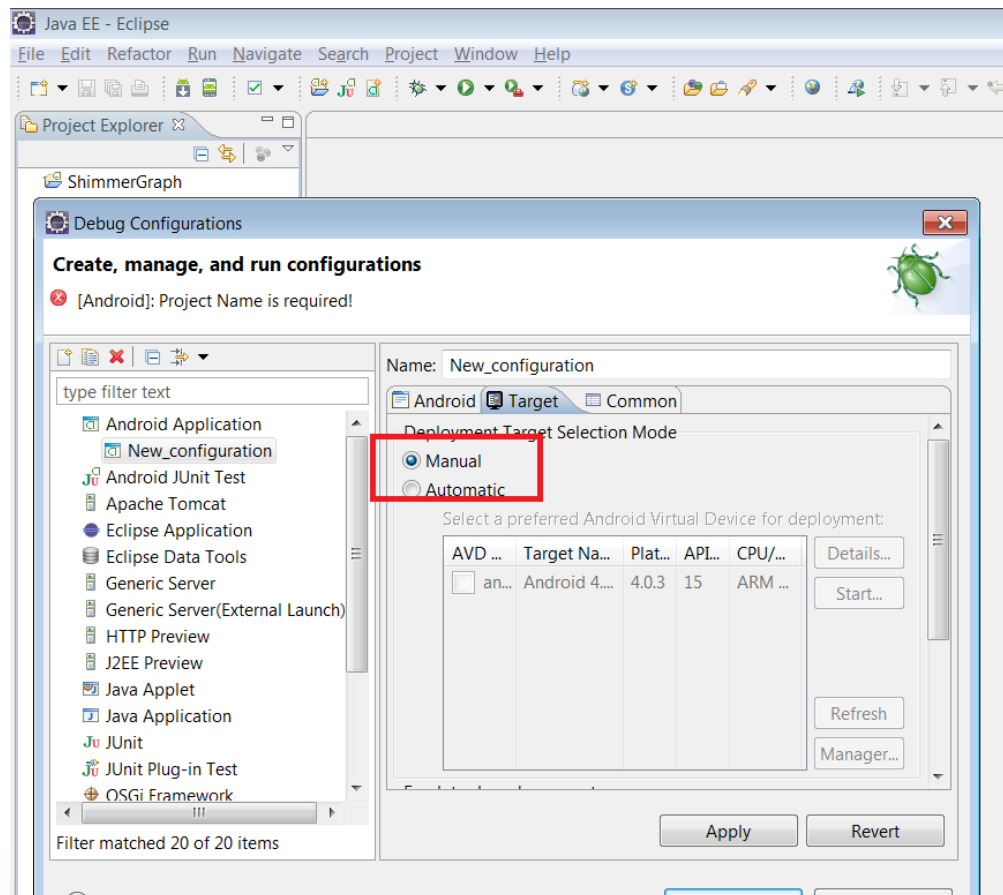 Java EE - Eclipse
File Edit Refactor Run Navigate Search Project Window Help
Project Explorer
ShimmerGraph
Debug Configurations
Create, manage, and run configurations
[Android]: Project Name is required!
type filter text
Android Application
New_configuration
Android JUnit Test
Apache Tomcat
Eclipse Application
Eclipse Data Tools
Generic Server
Generic Server(External Launch)
HTTP Preview
J2EE Preview
Java Applet
Java Application
JUnit
JUnit Plug-in Test
OSGi Framework
Filter matched 20 of 20 items
Name: New_configuration
Android Target Common
Deployment Target Selection Mode
Manual
Automatic
Select a preferred Android Virtual Device for deployment:
AVD ... Target Na... Plat... API... CPU/... Details...
an... Android 4.... 4.0.3 15 ARM ... Start...
Refresh
Manager...
Apply Revert